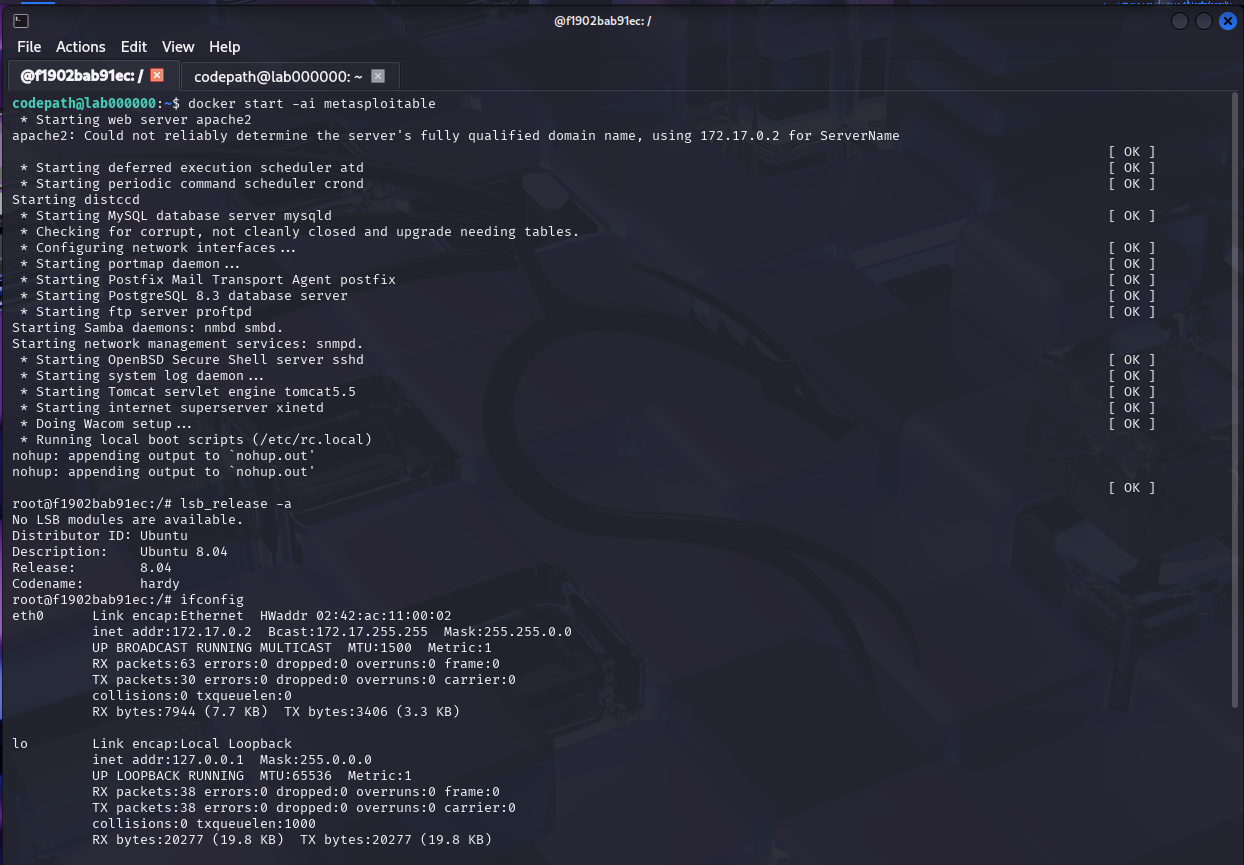 @f1902bab91ec: /
File Actions Edit View Help
@f1902bab91ec: / codepath@lab000000: ~
codepath@lab000000:~$ docker start -ai metasploitable
* Starting web server apache2
apache2: Could not reliably determine the server's fully qualified domain name, using 172.17.0.2 for ServerName
[ OK ]
* Starting deferred execution scheduler atd [ OK ]
* Starting periodic command scheduler crond [ OK ]
Starting distccd
* Starting MySQL database server mysqld [ OK ]
* Checking for corrupt, not cleanly closed and upgrade needing tables.
* Configuring network interfaces... [ OK ]
* Starting portmap daemon... [ OK ]
* Starting Postfix Mail Transport Agent postfix [ OK ]
* Starting PostgreSQL 8.3 database server [ OK ]
* Starting ftp server proftpd [ OK ]
Starting Samba daemons: nmbd smbd.
Starting network management services: snmpd.
* Starting OpenBSD Secure Shell server sshd [ OK ]
* Starting system log daemon... [ OK ]
* Starting Tomcat servlet engine tomcat5.5 [ OK ]
* Starting internet superserver xinetd [ OK ]
* Doing Wacom setup... [ OK ]
* Running local boot scripts (/etc/rc.local)
nohup: appending output to `nohup.out'
nohup: appending output to `nohup.out'
[ OK ]
root@f1902bab91ec:/# lsb_release -a
No LSB modules are available.
Distributor ID: Ubuntu
Description: Ubuntu 8.04
Release: 8.04
Codename: hardy
root@f1902bab91ec:/# ifconfig
eth0 Link encap:Ethernet HWaddr 02:42:ac:11:00:02
inet addr:172.17.0.2 Bcast:172.17.255.255 Mask:255.255.0.0
UP BROADCAST RUNNING MULTICAST MTU:1500 Metric:1
RX packets:63 errors:0 dropped:0 overruns:0 frame:0
TX packets:30 errors:0 dropped:0 overruns:0 carrier:0
collisions:0 txqueuelen:0
RX bytes:7944 (7.7 KB) TX bytes:3406 (3.3 KB)
lo Link encap:Local Loopback
inet addr:127.0.0.1 Mask:255.0.0.0
UP LOOPBACK RUNNING MTU:65536 Metric:1
RX packets:38 errors:0 dropped:0 overruns:0 frame:0
TX packets:38 errors:0 dropped:0 overruns:0 carrier:0
collisions:0 txqueuelen:1000
RX bytes:20277 (19.8 KB) TX bytes:20277 (19.8 KB)